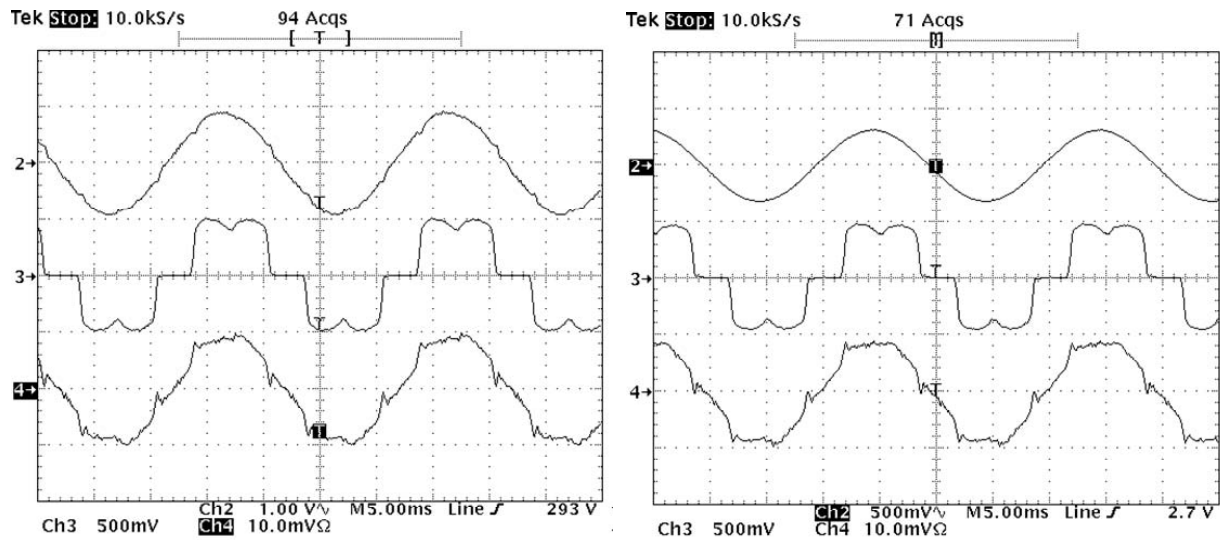 Tek Stop: 10.0kS/s 94 Acqs
[ T ]
2→
T
3→
T
4→
T
Ch2 1.00 V∿ M5.00ms Line ƒ 293 V
Ch3 500mV Ch4 10.0mVΩ
Tek Stop: 10.0kS/s 71 Acqs
2→
T
T
3→
4→
T
Ch2 500mV∿ M5.00ms Line ƒ 2.7 V
Ch3 500mV Ch4 10.0mVΩ